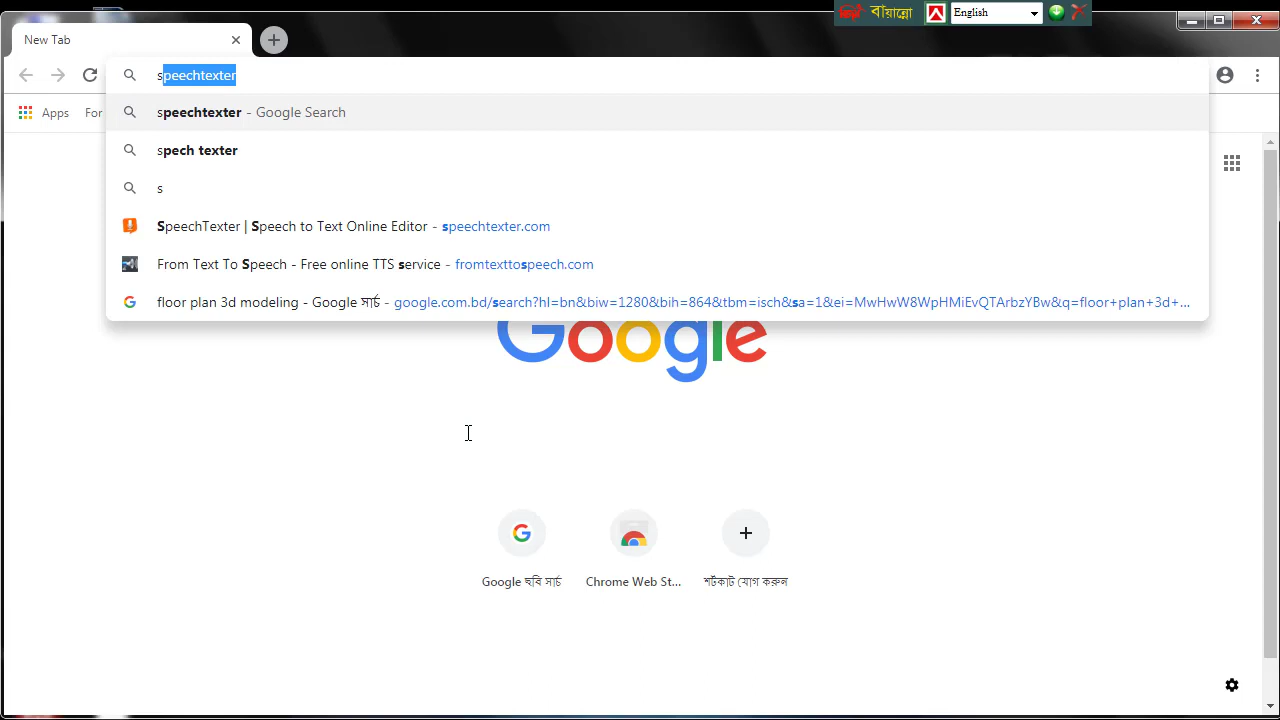 বায়ান্নো English
New Tab
speechtexter
Apps For
speechtexter - Google Search
spech texter
s
SpeechTexter | Speech to Text Online Editor - speechtexter.com
From Text To Speech - Free online TTS service - fromtexttospeech.com
floor plan 3d modeling - Google সার্চ - google.com.bd/search?hl=bn&biw=1280&bih=864&tbm=isch&sa=1&ei=MwHwW8WpHMiEvQTArbzYBw&q=floor+plan+3d+...
Google
Google ছবি সার্চ Chrome Web St... শর্টকাট যোগ করুন